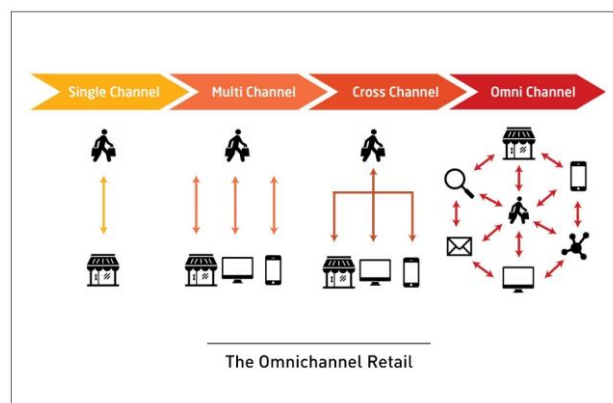 Single Channel
Multi Channel
Cross Channel
Omni Channel
The Omnichannel Retail